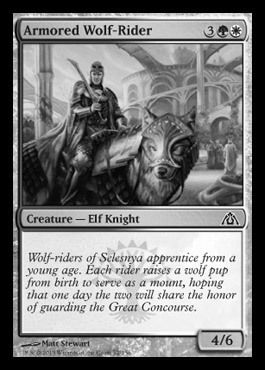 Armored Wolf-Rider 3
Creature — Elf Knight
Wolf-riders of Selesnya apprentice from a
young age. Each rider raises a wolf pup
from birth to serve as a mount, hoping
that one day the two will share the honor
of guarding the Great Concourse.
Matt Stewart
4/6